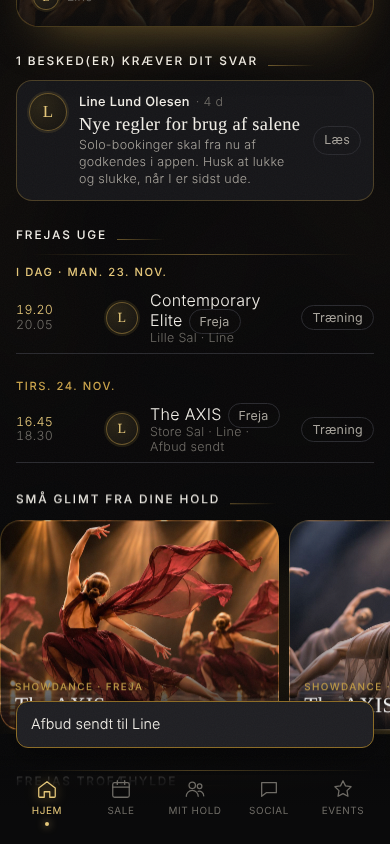 1 BESKED(ER) KRÆVER DIT SVAR
L
Line Lund Olesen · 4 d
Nye regler for brug af salene
Solo-bookinger skal fra nu af
godkendes i appen. Husk at lukke
og slukke, når I er sidst ude.
Læs
FREJAS UGE
I DAG · MAN. 23. NOV.
19.20
20.05
L
Contemporary
Elite Freja
Lille Sal · Line
Træning
TIRS. 24. NOV.
16.45
18.30
L
The AXIS Freja
Store Sal · Line ·
Afbud sendt
Træning
SMÅ GLIMT FRA DINE HOLD
SHOWDANCE · FREJA
The AXIS
SHOWDANCE
Afbud sendt til Line
FREJAS
HJEM
SALE
MIT HOLD
SOCIAL
EVENTS